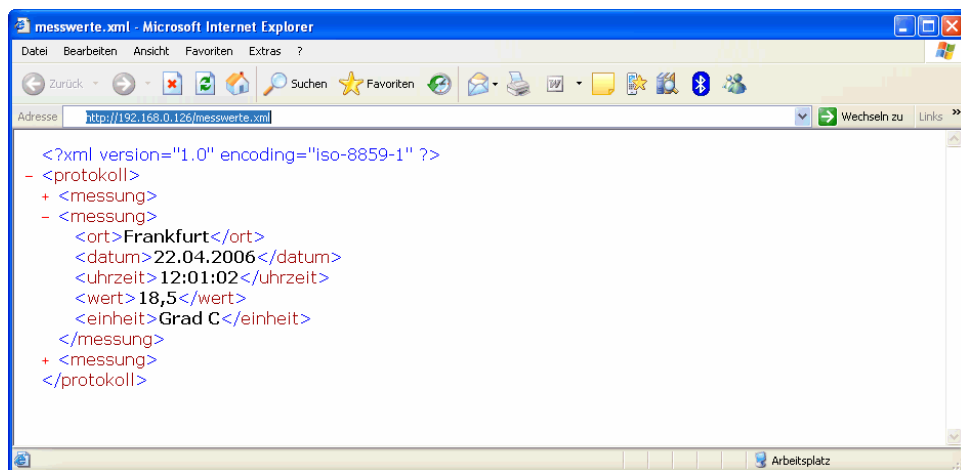 messwerte.xml - Microsoft Internet Explorer
Datei Bearbeiten Ansicht Favoriten Extras ?
Zurück Suchen Favoriten
Adresse http://192.168.0.126/messwerte.xml Wechseln zu Links »
<?xml version="1.0" encoding="iso-8859-1" ?>
- <protokoll>
+ <messung>
- <messung>
<ort>Frankfurt</ort>
<datum>22.04.2006</datum>
<uhrzeit>12:01:02</uhrzeit>
<wert>18,5</wert>
<einheit>Grad C</einheit>
</messung>
+ <messung>
</protokoll>
Arbeitsplatz